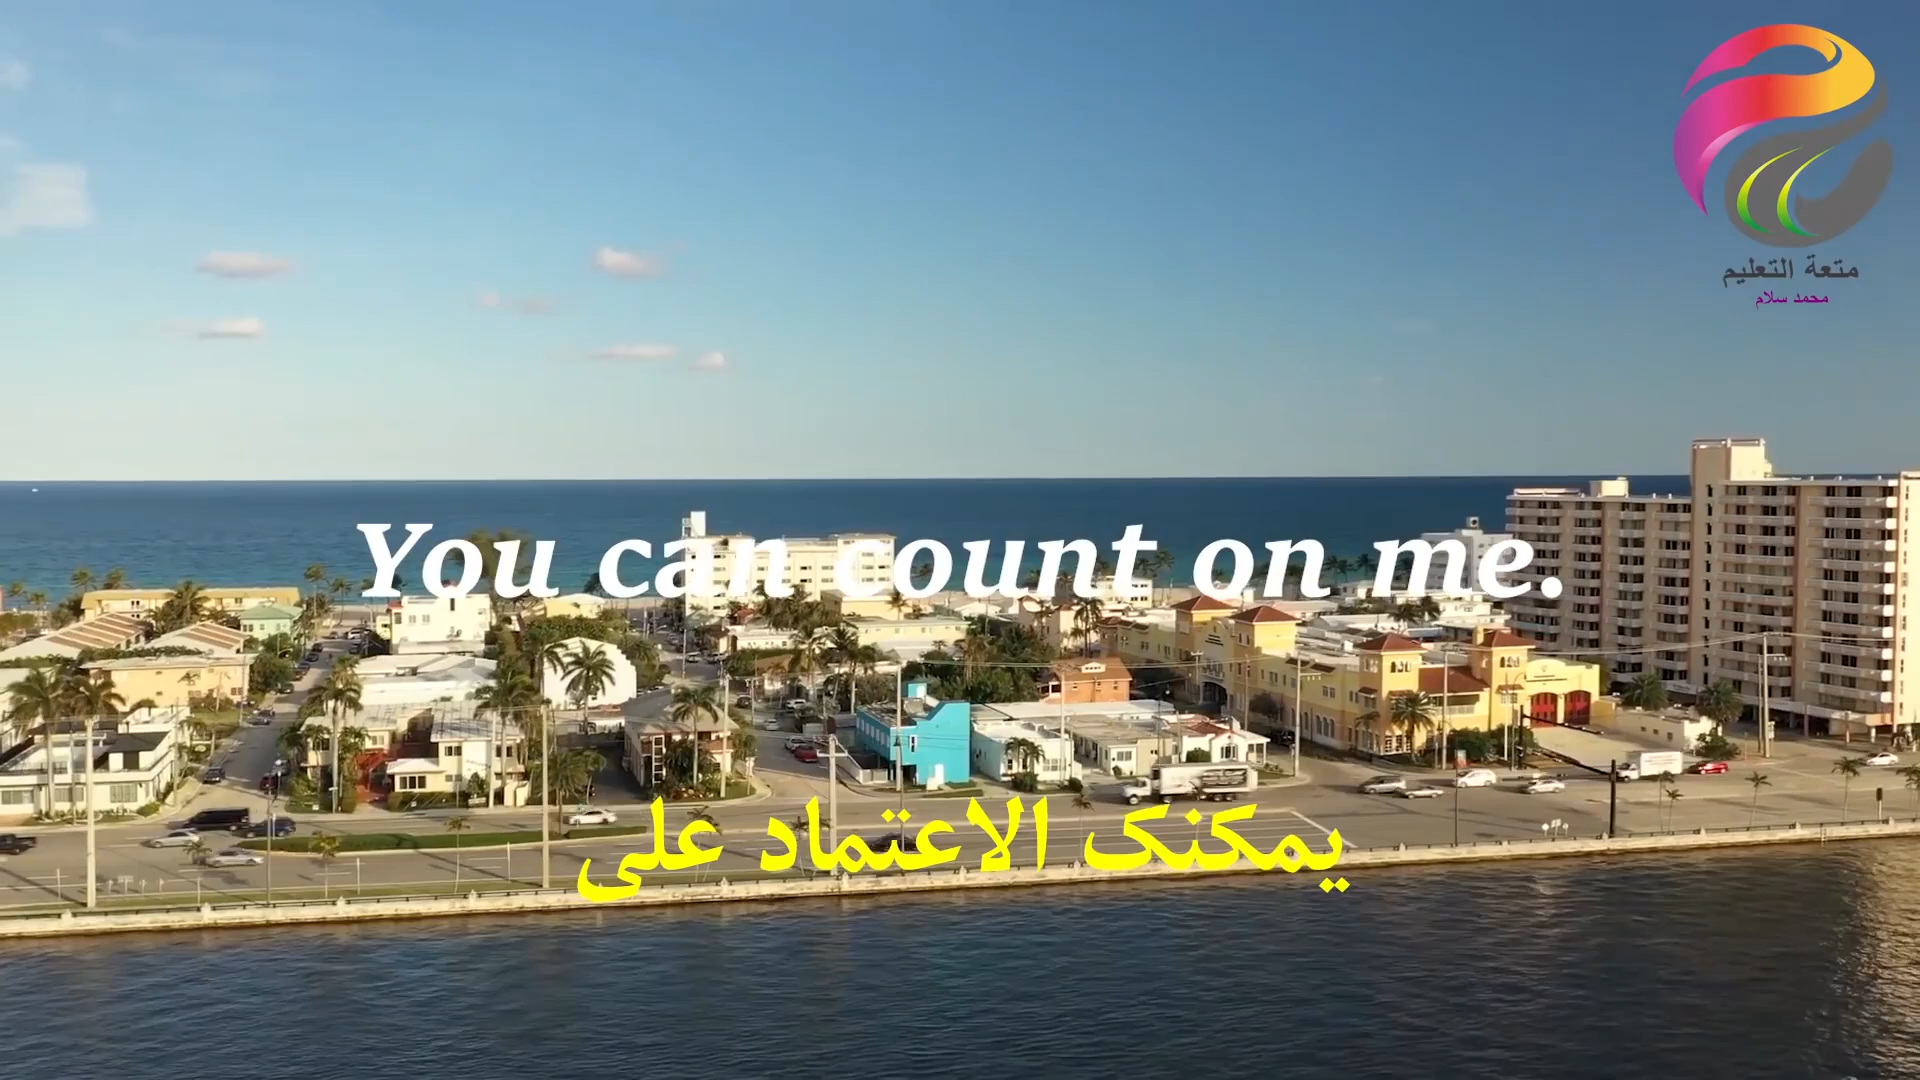 متعة التعليم
محمد سلام
You can count on me.
يمكنك الاعتماد على